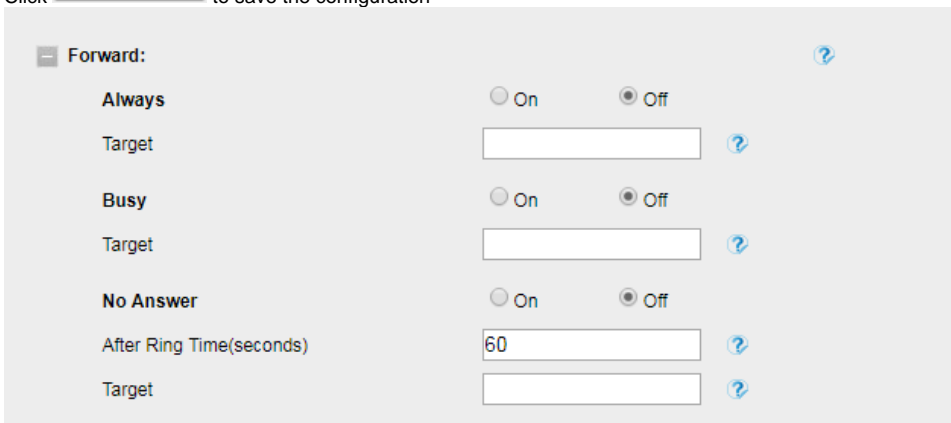 Click to save the configuration
Forward:
Always On Off
Target
Busy On Off
Target
No Answer On Off
After Ring Time(seconds) 60
Target